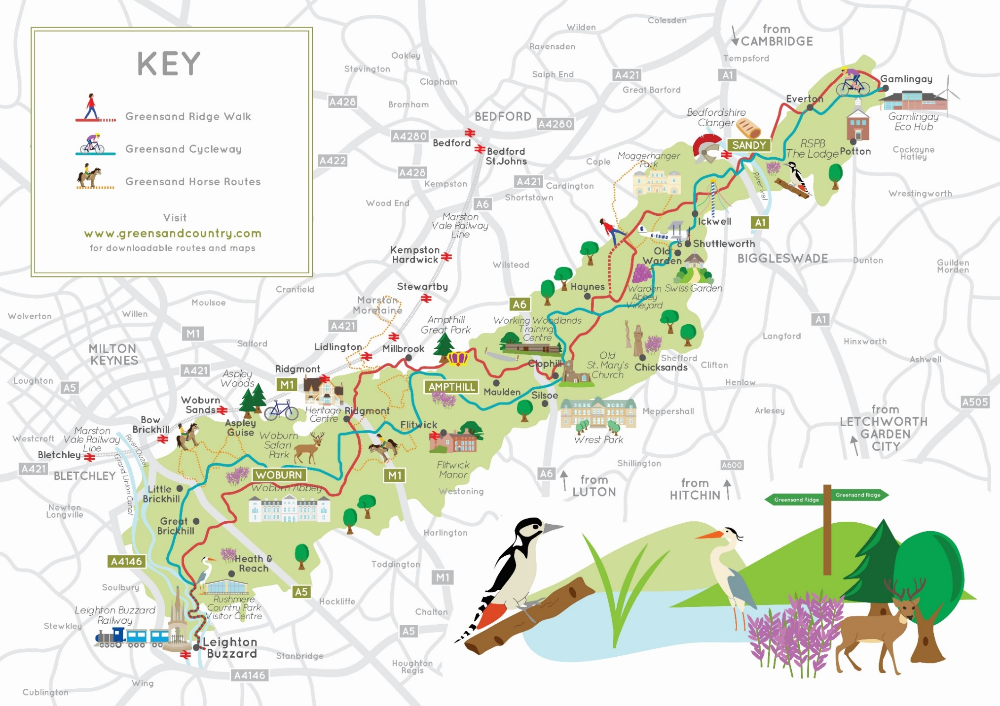 KEY
Greensand Ridge Walk
Greensand Cycleway
Greensand Horse Routes
Visit
www.greensandcountry.com
for downloadable routes and maps
Colesden
Wilden
from
CAMBRIDGE
Ravensden
Oakley
Tempsford
Stevington
Salph End
A421
A1
Clapham
Gamlingay
Great Barford
A428
Bromham
Everton
BEDFORD
A4280
Bedfordshire
Clanger
Gamlingay
Eco Hub
A4280
Bedford
SANDY
RSPB
The Lodge
Potton
Bedford
St.Johns
Cockayne
Hatley
A422
Cople
Moggerhanger
Park
A428
Kempston
A421
Cardington
River Ivel
Wrestingworth
Wood End
A6
Shortstown
Marston
Vale Railway
Line
Ickwell
A1
G
G-EBWD
Shuttleworth
Kempston
Hardwick
Old
Warden
BIGGLESWADE
Dunton
Guilden
Morden
Wilstead
Stewartby
Haynes
Warden
Abbey
Vineyard
Swiss Garden
Cranfield
Marston
Moretaine
A6
Moulsoe
Wolverton
Willen
Ampthill
Great Park
Working Woodlands
Training
Centre
A1
A421
M1
Salford
Langford
Hinxworth
MILTON
KEYNES
Lidlington
Millbrook
Old
St. Mary's
Church
Shefford
Chicksands
Clifton
Ashwell
Clophill
A421
Ridgmont
Aspley
Woods
Loughton
A5
M1
AMPTHILL
Maulden
Silsoe
Henlow
Woburn
Sands
Heritage
Centre
Ridgmont
Meppershall
Arlesey
A505
from
LETCHWORTH
GARDEN
CITY
Bow
Brickhill
Aspley
Guise
Flitwick
Marston
Vale Railway
Line
Westcroft
Woburn
Safari
Park
Wrest Park
River Ouzel
Grand Union Canal
Bletchley
Flitwick
Manor
Shillington
A600
A421
BLETCHLEY
WOBURN
M1
A6
from
LUTON
from
HITCHIN
Little
Brickhill
Woburn Abbey
Westoning
Greensand Ridge
Greensand Ridge
Newton
Longville
Great
Brickhill
Harlington
A4146
Heath &
Reach
Toddington
M1
Soulbury
A5
Rushmere
Country Park
Visitor Centre
Hockliffe
Leighton Buzzard
Railway
Chalton
Stewkley
A5
Leighton
Buzzard
Stanbridge
Houghton
Regis
A4146
Wing
Cublington